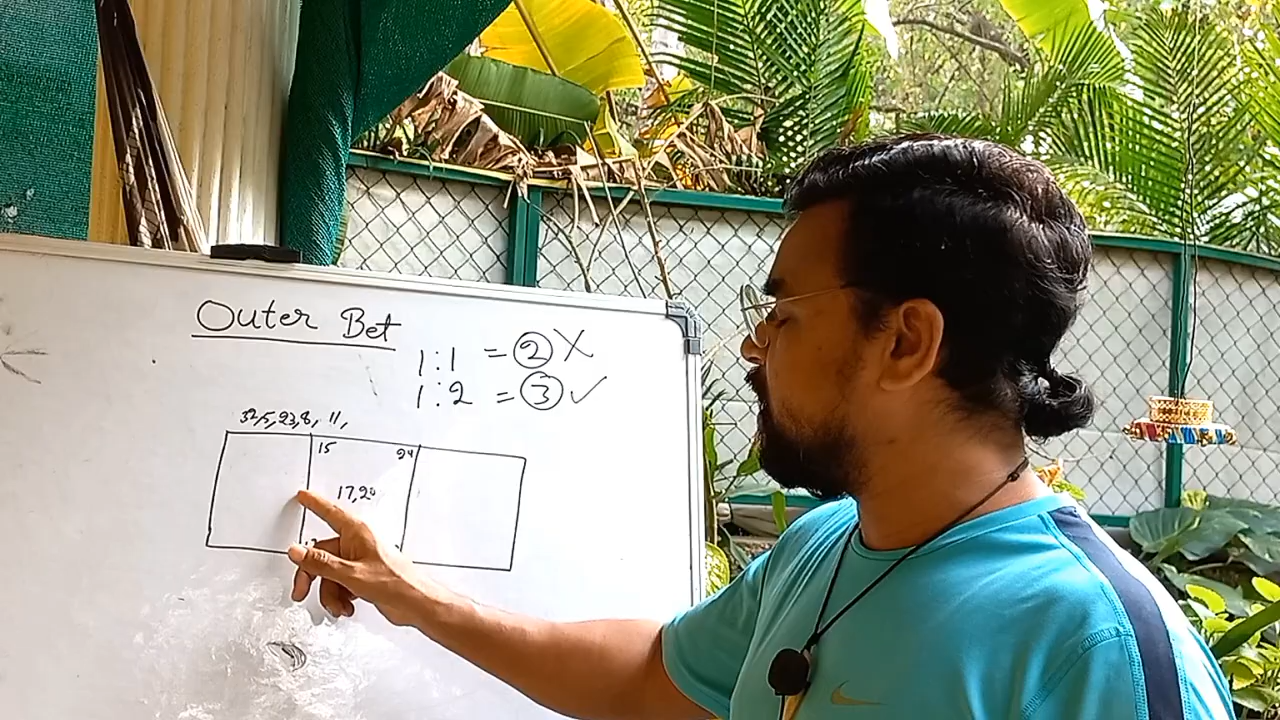 Outer Bet
1:1 = 2 X
1:2 = 3 ✓
32,5,23,8, 11,
15 24
17,20